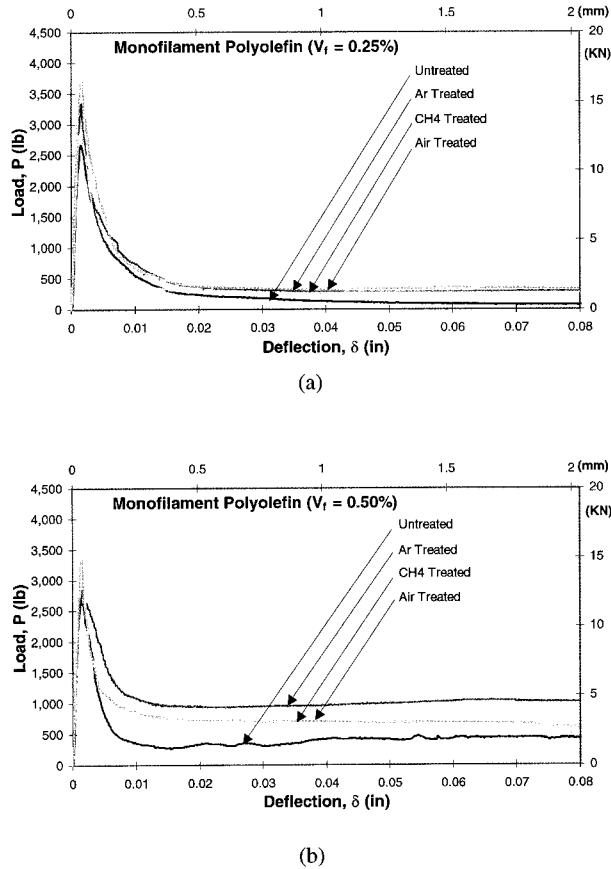 0 0.5 1 1.5 2 (mm)
4,500 20
Monofilament Polyolefin (Vf = 0.25%) (KN)
4,000
Untreated
3,500
Ar Treated 15
3,000
CH4 Treated
2,500
Air Treated
10
2,000
1,500
1,000 5
500
0 0
0 0.01 0.02 0.03 0.04 0.05 0.06 0.07 0.08
Load, P (lb)
Deflection, δ (in)
(a)
0 0.5 1 1.5 2 (mm)
4,500 20
Monofilament Polyolefin (Vf = 0.50%) (KN)
4,000
Untreated
3,500 15
Ar Treated
3,000
CH4 Treated
2,500
Air Treated
10
2,000
1,500
1,000 5
500
0 0
0 0.01 0.02 0.03 0.04 0.05 0.06 0.07 0.08
Load, P (lb)
Deflection, δ (in)
(b)